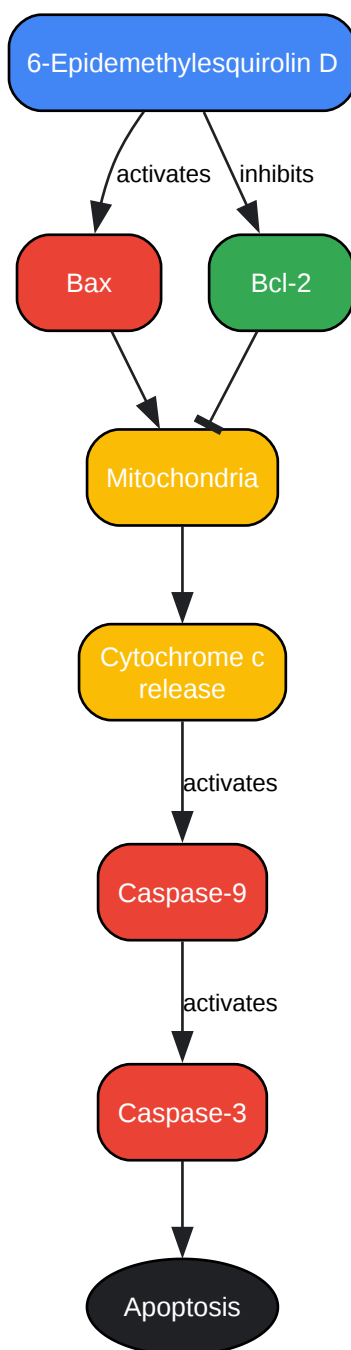 6-Epidemethylesquirolin D
activates
inhibits
Bax
Bcl-2
Mitochondria
Cytochrome c
release
activates
Caspase-9
activates
Caspase-3
Apoptosis